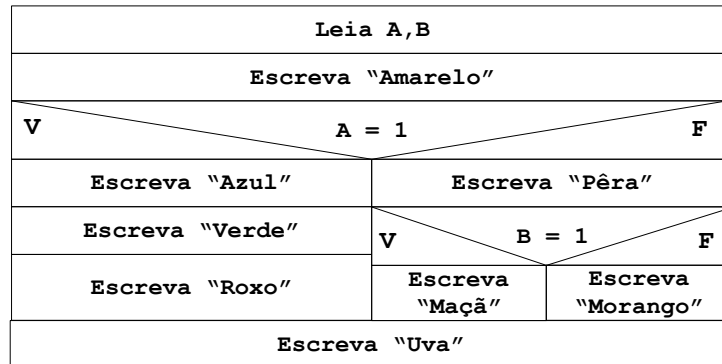 Leia A,B
Escreva “Amarelo”
V
A = 1
F
Escreva “Azul”
Escreva “Pêra”
Escreva “Verde”
V
B = 1
F
Escreva “Roxo”
Escreva
“Maçã”
Escreva
“Morango”
Escreva “Uva”